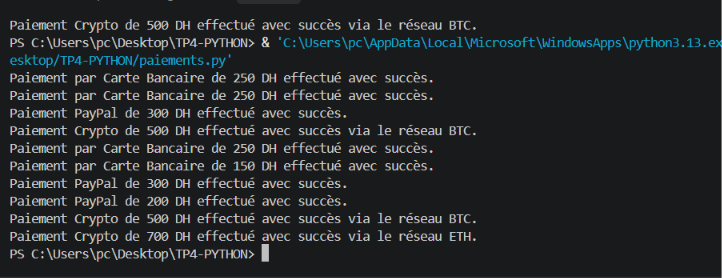 Paiement Crypto de 500 DH effectué avec succès via le réseau BTC.
PS C:\Users\pc\Desktop\TP4-PYTHON> & 'C:\Users\pc\AppData\Local\Microsoft\WindowsApps\python3.13.ex
esktop/TP4-PYTHON/paiements.py'
Paiement par Carte Bancaire de 250 DH effectué avec succès.
Paiement par Carte Bancaire de 250 DH effectué avec succès.
Paiement PayPal de 300 DH effectué avec succès.
Paiement Crypto de 500 DH effectué avec succès via le réseau BTC.
Paiement par Carte Bancaire de 250 DH effectué avec succès.
Paiement par Carte Bancaire de 150 DH effectué avec succès.
Paiement PayPal de 300 DH effectué avec succès.
Paiement PayPal de 200 DH effectué avec succès.
Paiement Crypto de 500 DH effectué avec succès via le réseau BTC.
Paiement Crypto de 700 DH effectué avec succès via le réseau ETH.
PS C:\Users\pc\Desktop\TP4-PYTHON>